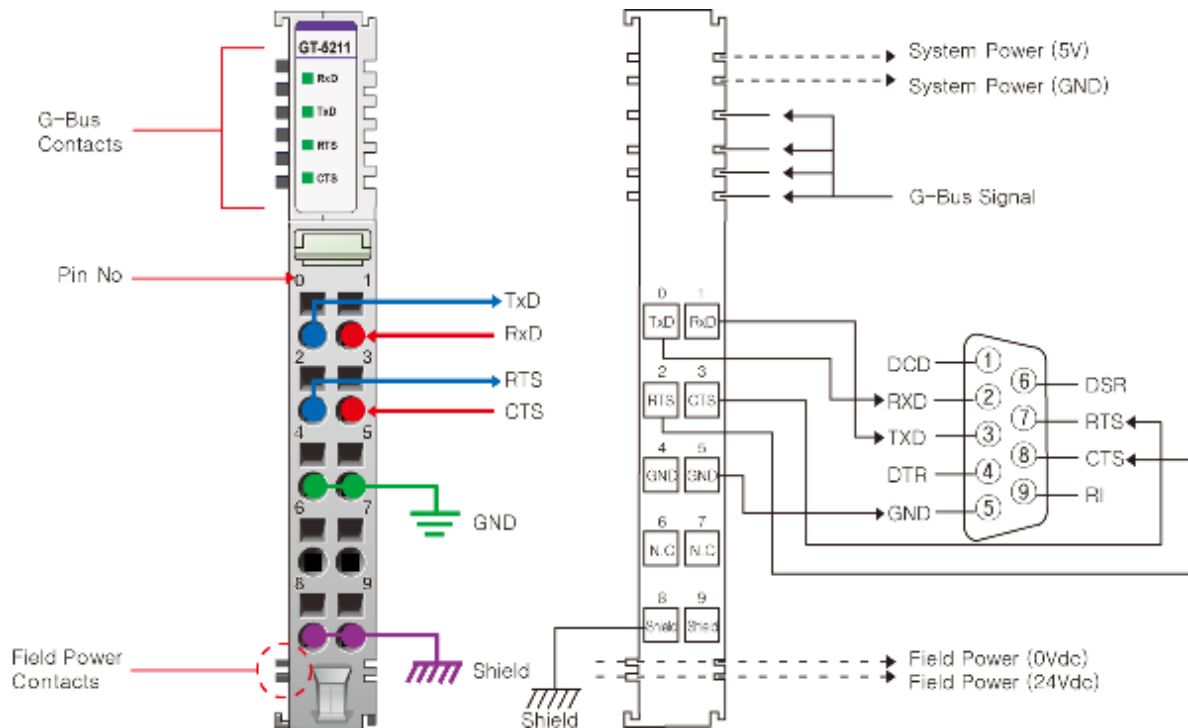 GT-5211
RxD
TxD
RTS
CTS
G-Bus
Contacts
Pin No
0 1
TxD
RxD
2 3
RTS
CTS
4 5
GND
6 7
8 9
Shield
Field Power
Contacts
System Power (5V)
System Power (GND)
G-Bus Signal
0 1
TxD RxD
2 3
RTS CTS
4 5
GND GND
6 7
N.C N.C
8 9
Shield Shield
Shield
DCD 1
RXD 2
TXD 3
DTR 4
GND 5
6 DSR
7 RTS
8 CTS
9 RI
Field Power (0Vdc)
Field Power (24Vdc)